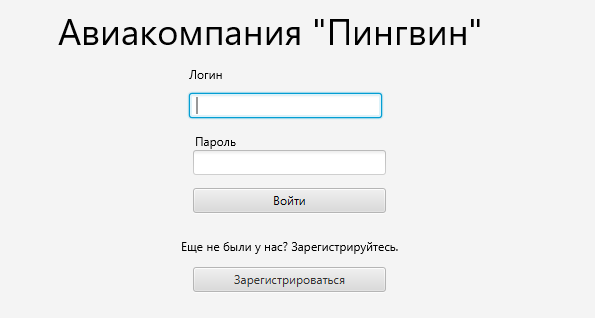 Авиакомпания "Пингвин"
Логин
Пароль
Войти
Еще не были у нас? Зарегистрируйтесь.
Зарегистрироваться